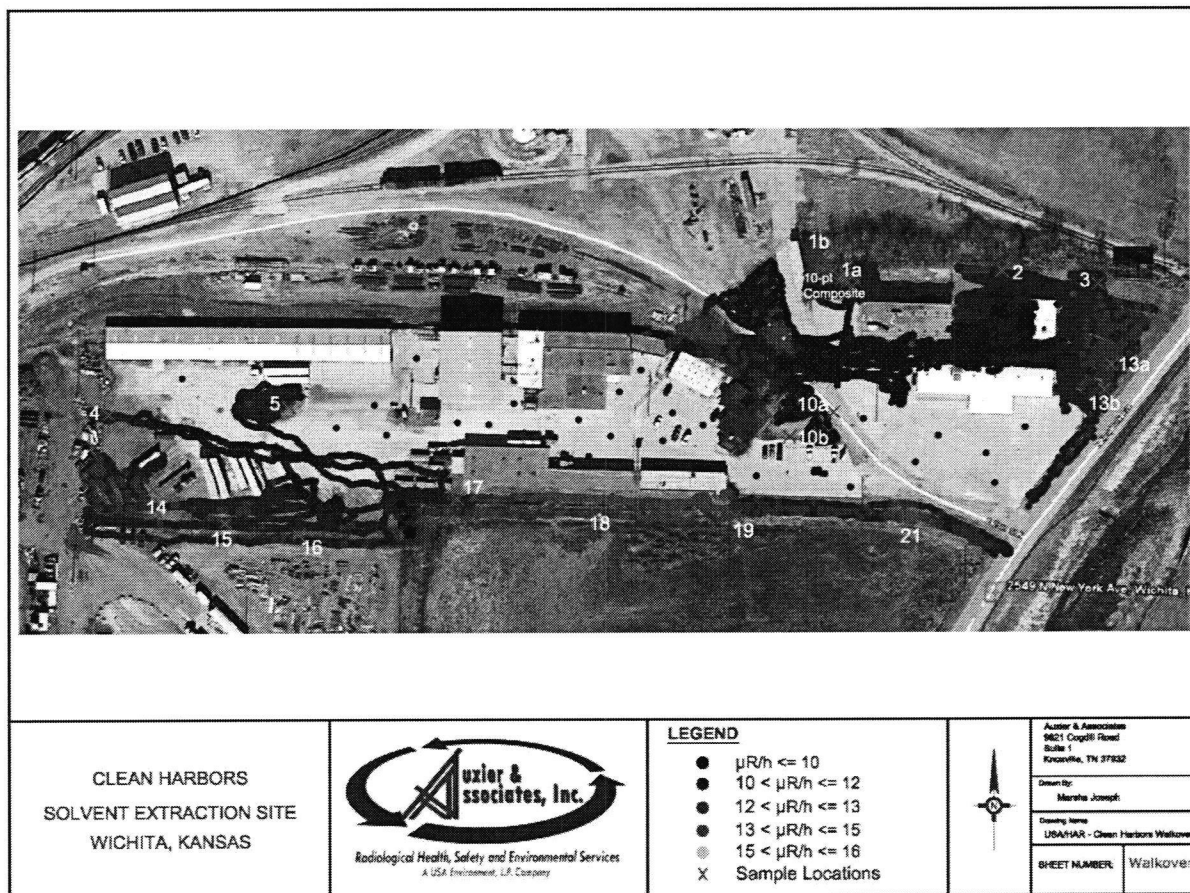 1b
1a
10-pt
Composite
2
3
13a
13b
10a
10b
4
5
14
15
16
17
18
19
21
2549 N New York Ave, Wichita
CLEAN HARBORS
SOLVENT EXTRACTION SITE
WICHITA, KANSAS
Auxier &
Associates, Inc.
Radiological Health, Safety and Environmental Services
A USA Environment, L.P. Company
LEGEND
µR/h <= 10
10 < µR/h <= 12
12 < µR/h <= 13
13 < µR/h <= 15
15 < µR/h <= 16
X Sample Locations
N
Auxier & Associates
9821 Cogdill Road
Suite 1
Knoxville, TN 37932
Drawn By:
Marsha Joseph
Drawing Name
USA/HAR - Clean Harbors Walkover
SHEET NUMBER: Walkover